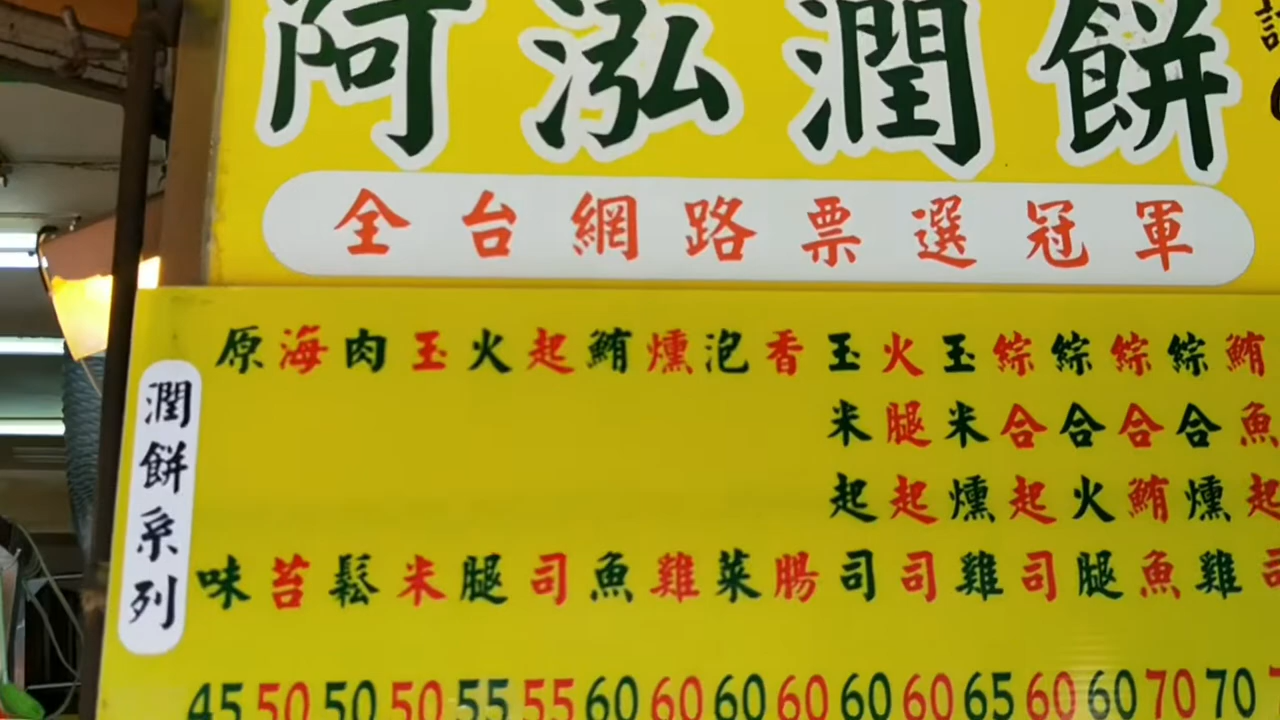 阿泓潤餅
全台網路票選冠軍
潤餅系列
原味 45
海苔 50
肉鬆 50
玉米 50
火腿 55
起司 55
鮪魚 60
燻雞 60
泡菜 60
香腸 60
玉米起司 60
火腿起司 60
玉米燻雞 65
綜合起司 60
綜合火腿 60
綜合鮪魚 70
綜合燻雞 70
鮪魚起司